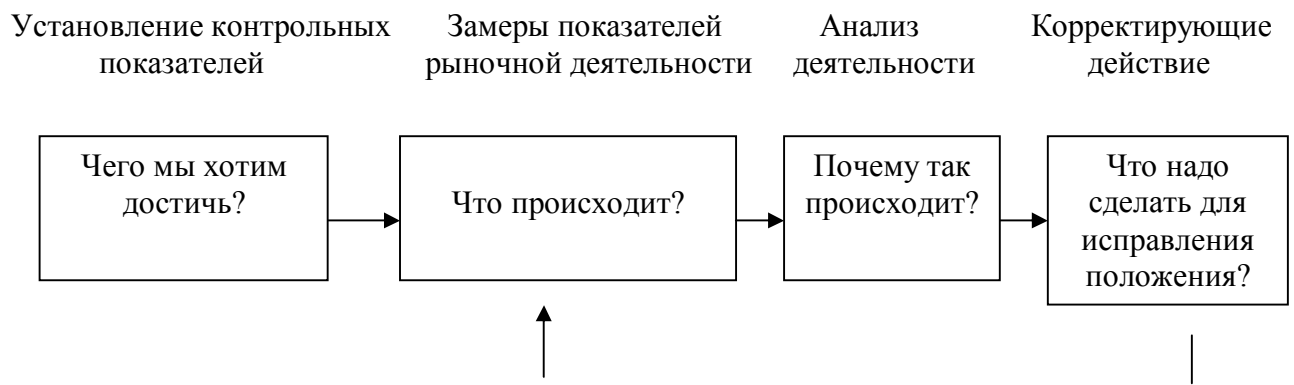 Установление контрольных
показателей
Замеры показателей
рыночной деятельности
Анализ
деятельности
Корректирующие
действие
Чего мы хотим
достичь?
Что происходит?
Почему так
происходит?
Что надо
сделать для
исправления
положения?